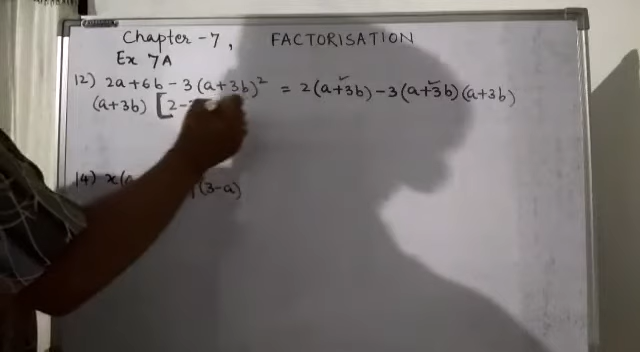 Chapter - 7, FACTORISATION
Ex 7A
12) 2a+6b - 3(a+3b)² = 2(a+3b) - 3(a+3b)(a+3b)
(a+3b) [2-
14) x( (3-a)